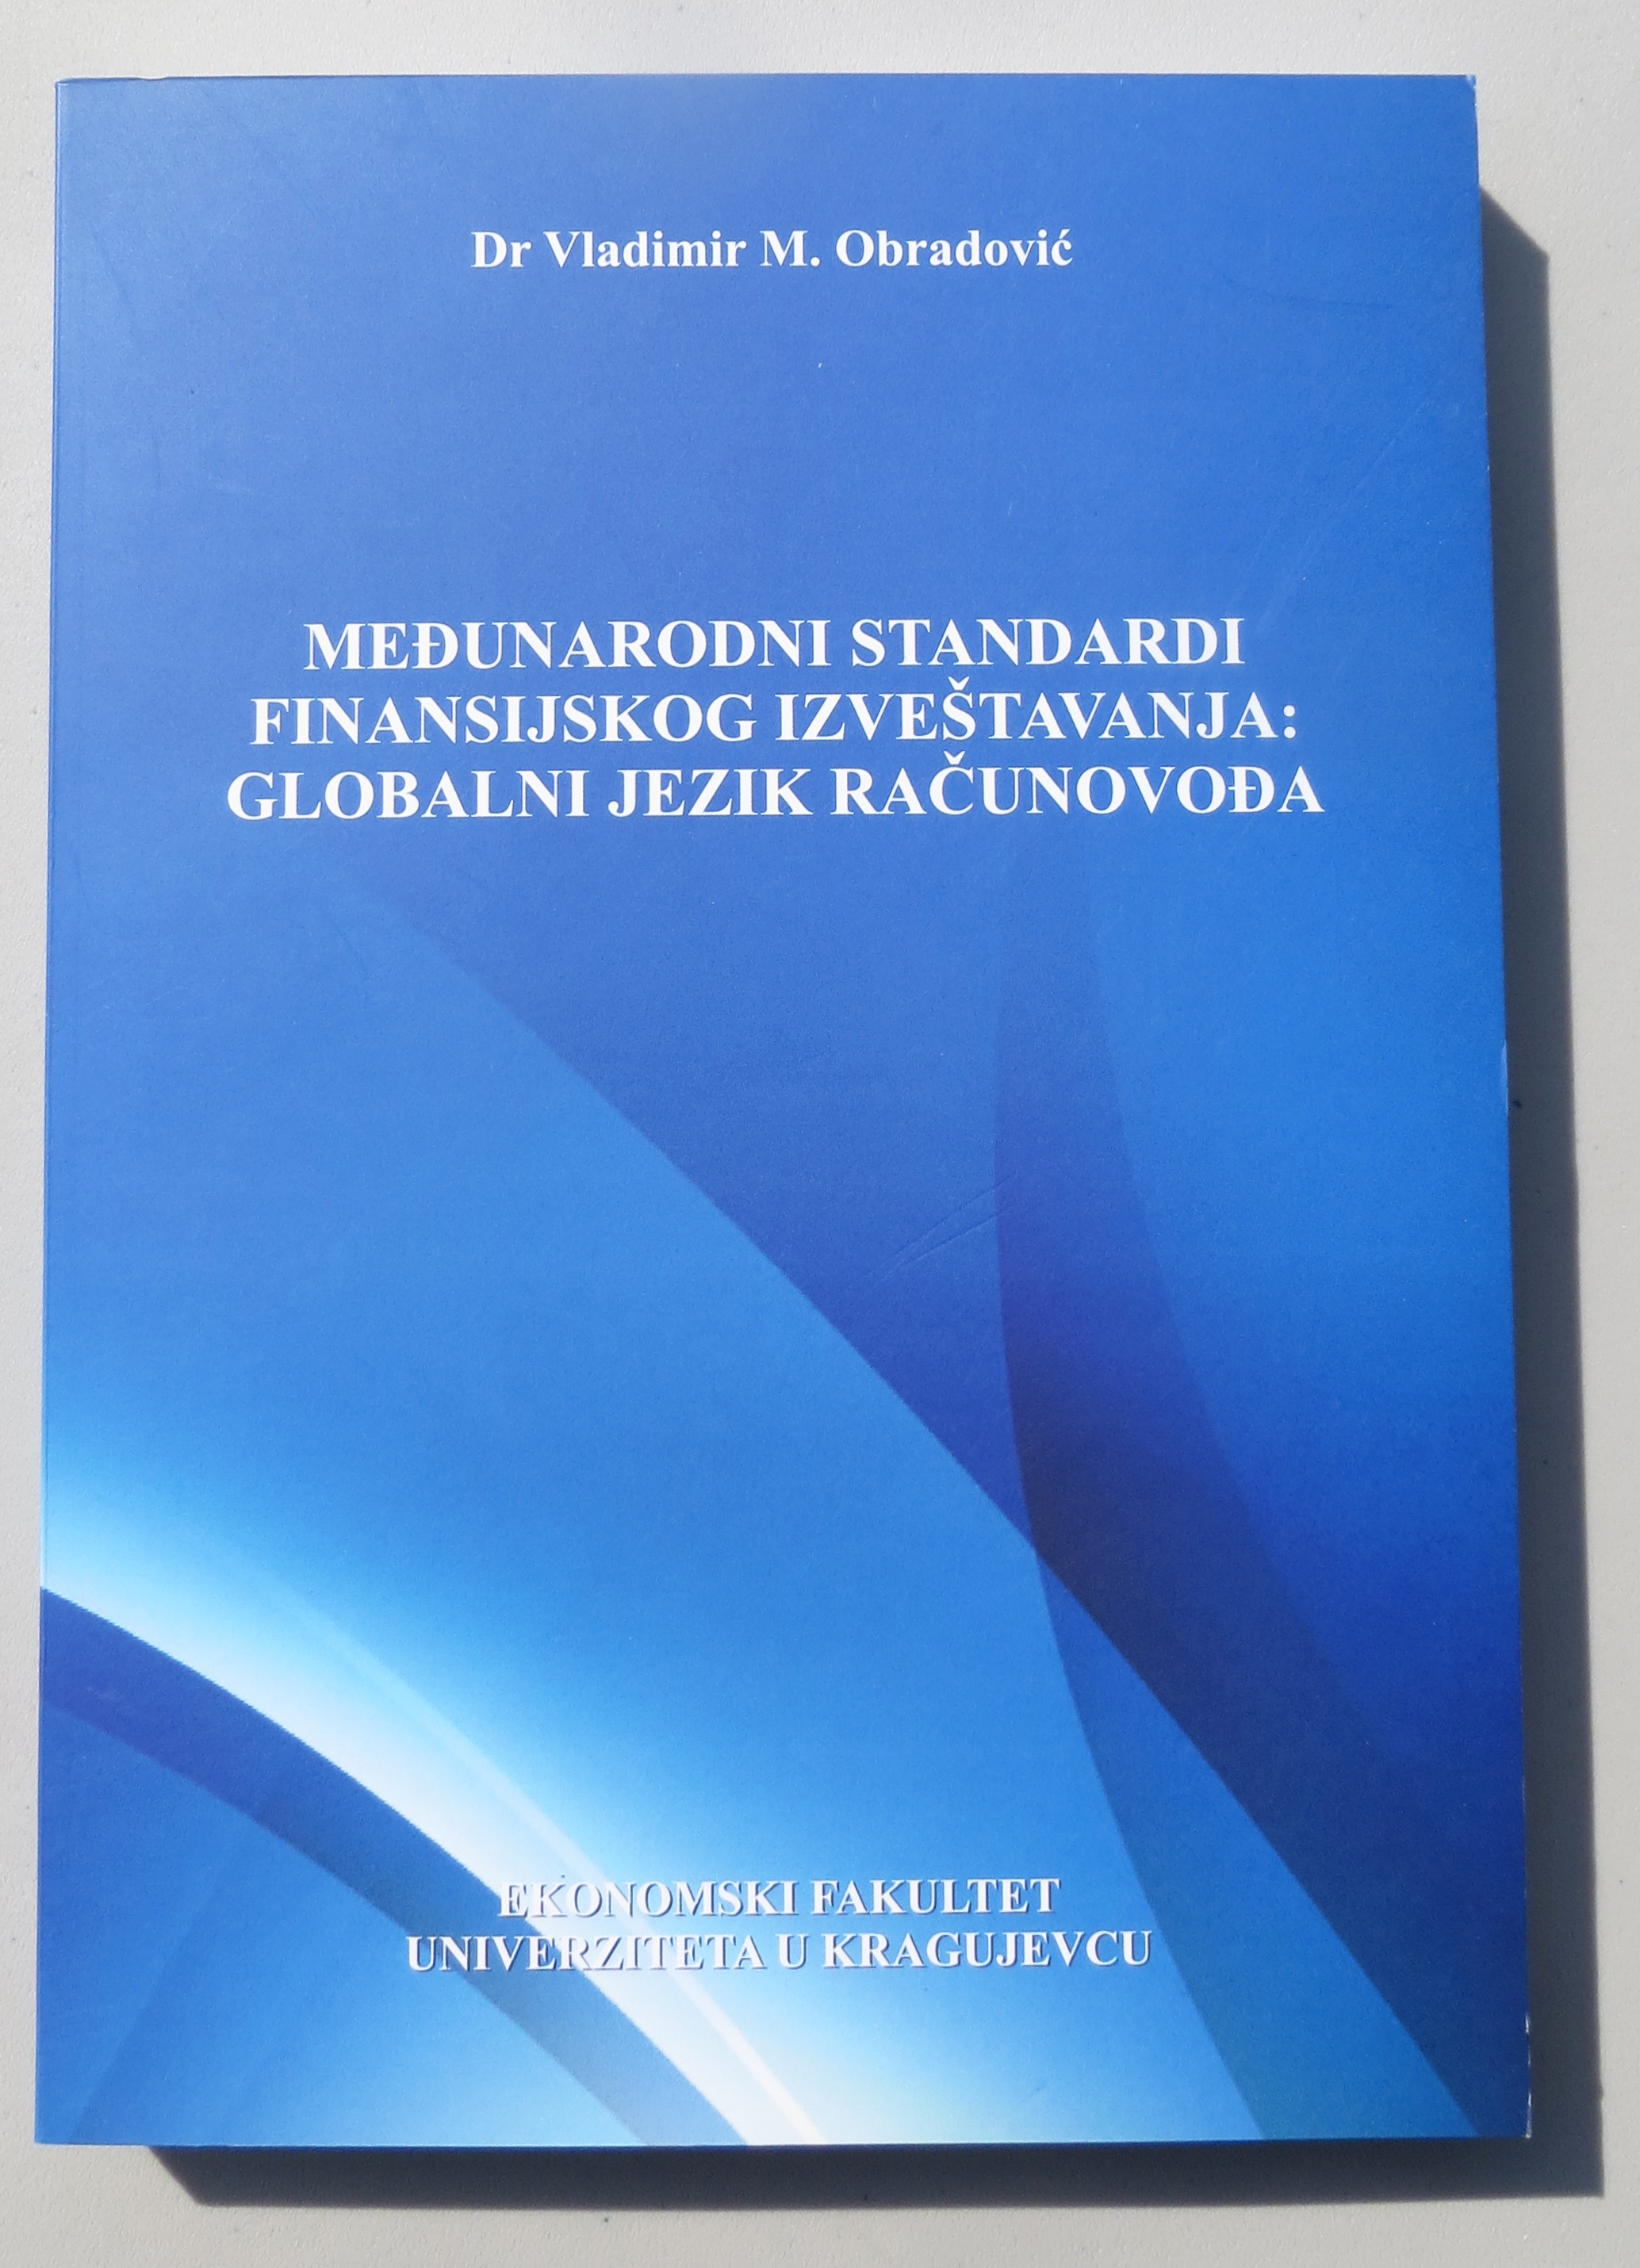 Dr Vladimir M. Obradović
MEĐUNARODNI STANDARDI
FINANSIJSKOG IZVEŠTAVANJA:
GLOBALNI JEZIK RAČUNOVOĐA
EKONOMSKI FAKULTET
UNIVERZITETA U KRAGUJEVCU